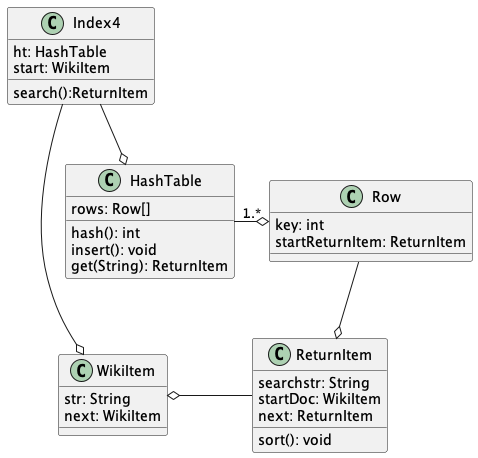 C Index4
ht: HashTable
start: WikiItem
search():ReturnItem
C HashTable
rows: Row[]
hash(): int
insert(): void
get(String): ReturnItem
1..*
C Row
key: int
startReturnItem: ReturnItem
C WikiItem
str: String
next: WikiItem
C ReturnItem
searchstr: String
startDoc: WikiItem
next: ReturnItem
sort(): void